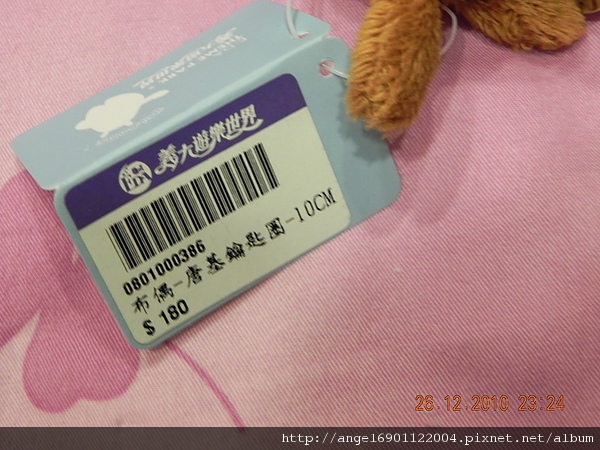 義大遊樂世界
0801000386
布偶-唐基鑰匙圈-10CM
$ 180
26.12.2010 23:24
http://angel6901122004.pixnet.net/album